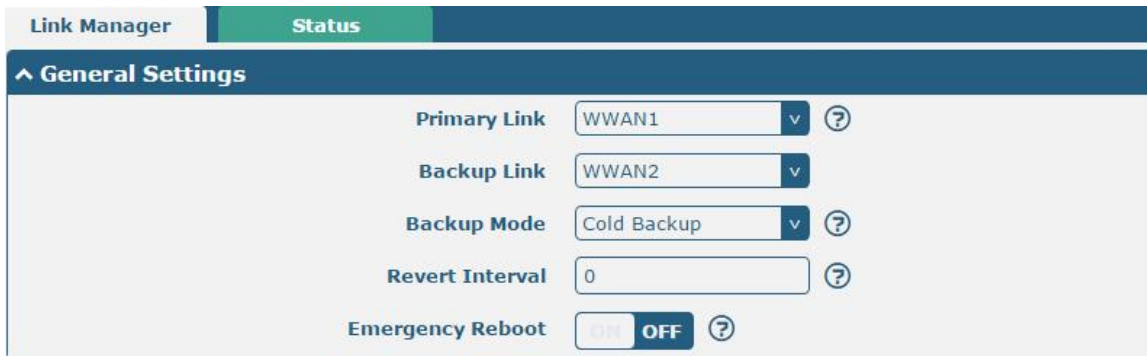 Link Manager Status
General Settings
Primary Link WWAN1 v ?
Backup Link WWAN2 v
Backup Mode Cold Backup v ?
Revert Interval 0 ?
Emergency Reboot ON OFF ?